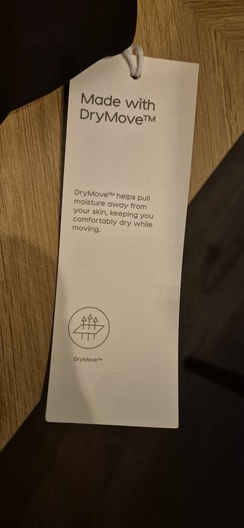 Made with
DryMove™
DryMove™ helps pull
moisture away from
your skin, keeping you
comfortably dry while
moving.
DryMove™